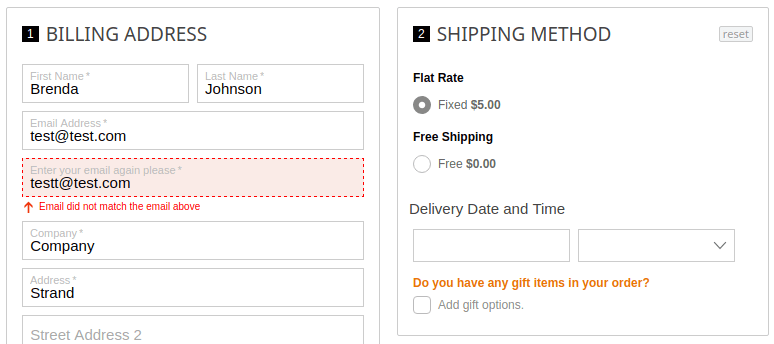 1 BILLING ADDRESS
First Name *
Brenda
Last Name *
Johnson
Email Address *
test@test.com
Enter your email again please *
testt@test.com
Email did not match the email above
Company *
Company
Address *
Strand
Street Address 2
2 SHIPPING METHOD
reset
Flat Rate
Fixed $5.00
Free Shipping
Free $0.00
Delivery Date and Time
Do you have any gift items in your order?
Add gift options.